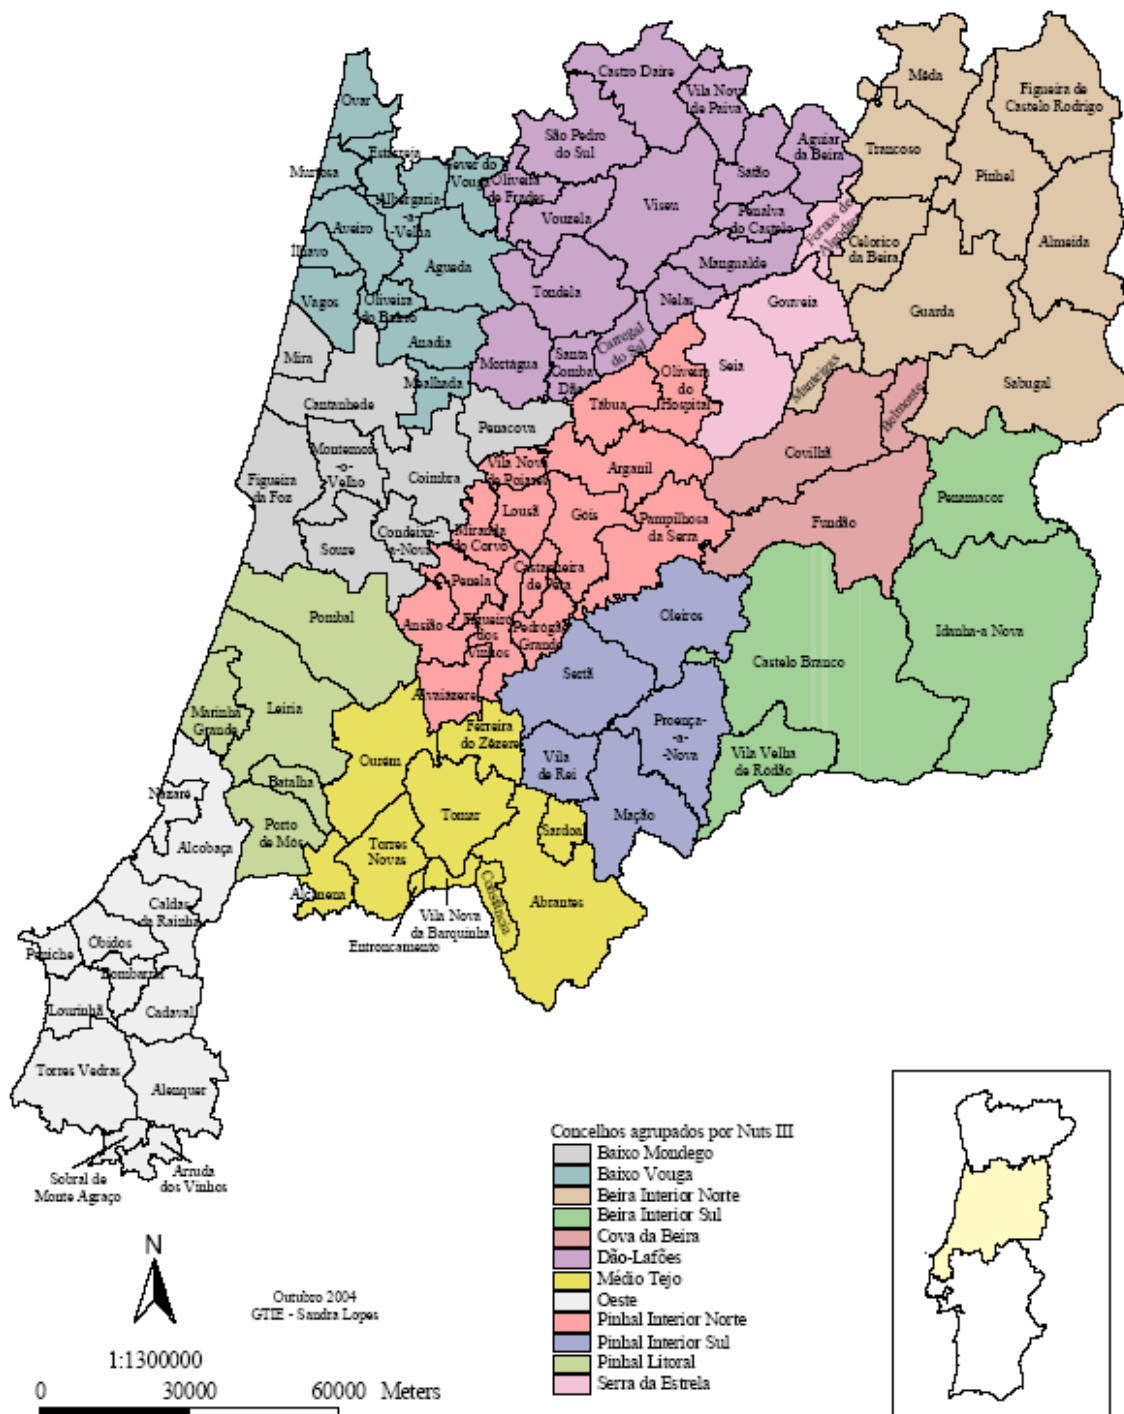 Castro Daire
Mêda
Vila Nova
de Paiva
Figueira de
Castelo Rodrigo
Ovar
São Pedro
do Sul
Aguiar
da Beira
Trancoso
Estarreja
Sever do
Vouga
Murtosa
Oliveira
de Frades
Satão
Pinhel
Albergaria-
-a-
-Velha
Viseu
Vouzela
Penalva
do Castelo
Fornos de
Algodres
Aveiro
Celorico
da Beira
Almeida
Ílhavo
Águeda
Mangualde
Vagos
Oliveira
do Bairro
Tondela
Nelas
Gouveia
Guarda
Anadia
Carregal
do Sal
Mira
Mortágua
Santa
Comba
Dão
Oliveira
do
Hospital
Seia
Manteigas
Sabugal
Mealhada
Belmonte
Cantanhede
Tábua
Penacova
Montemor-
-o-
-Velho
Coimbra
Vila Nova
de Poiares
Arganil
Covilhã
Figueira
da Foz
Penamacor
Lousã
Góis
Pampilhosa
da Serra
Fundão
Condeixa-
-a-Nova
Miranda
do Corvo
Soure
Castanheira
de Pêra
Penela
Pombal
Ansião
Figueiró
dos
Vinhos
Pedrógão
Grande
Oleiros
Idanha-a Nova
Sertã
Castelo Branco
Alvaiázere
Leiria
Marinha
Grande
Ferreira
do Zêzere
Proença-
-a-
-Nova
Ourém
Vila
de Rei
Vila Velha
de Rodão
Batalha
Nazaré
Tomar
Mação
Porto
de Mós
Sardoal
Alcobaça
Torres
Novas
Alcanena
Constância
Abrantes
Caldas
da Rainha
Vila Nova
da Barquinha
Entroncamento
Óbidos
Peniche
Bombarral
Lourinhã
Cadaval
Torres Vedras
Alenquer
Sobral de
Monte Agraço
Arruda
dos Vinhos
Concelhos agrupados por Nuts III
Baixo Mondego
Baixo Vouga
Beira Interior Norte
Beira Interior Sul
Cova da Beira
Dão-Lafões
Médio Tejo
Oeste
Pinhal Interior Norte
Pinhal Interior Sul
Pinhal Litoral
Serra da Estrela
N
Outubro 2004
GTIE - Sandra Lopes
1:1300000
0 30000 60000 Meters